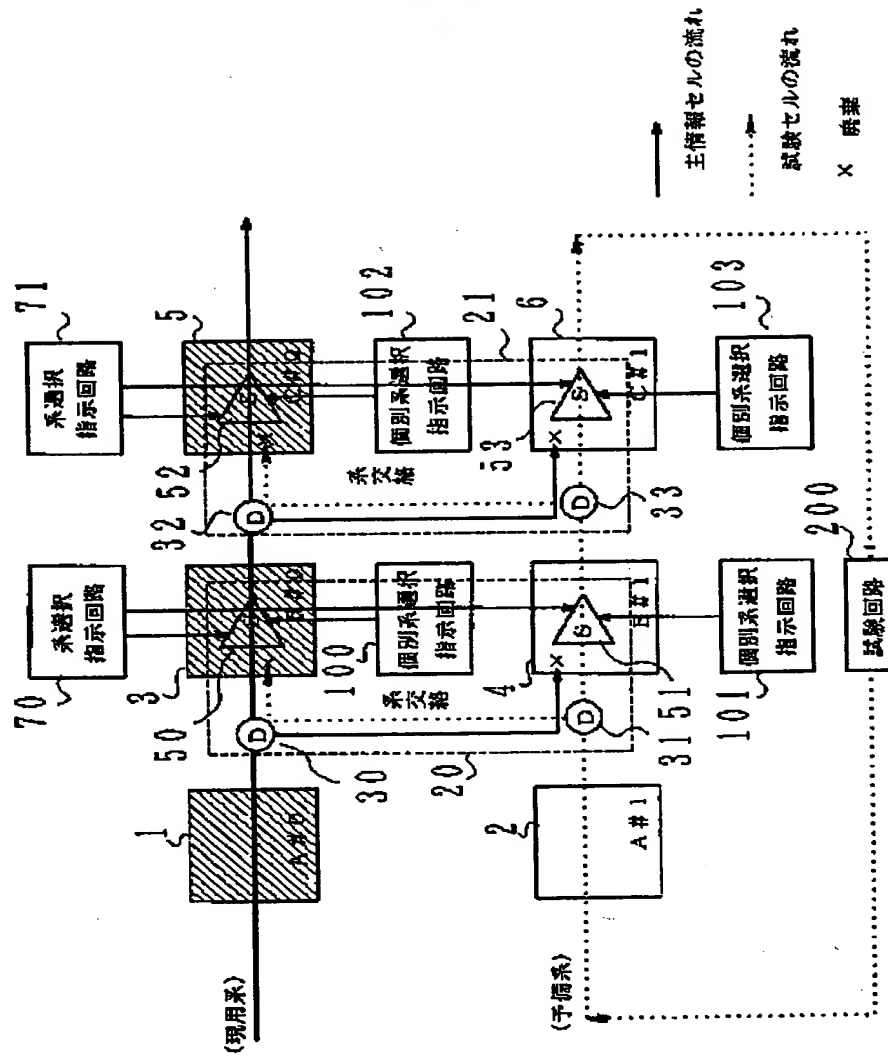 71
系選択
指示回路
5
52
32
D
系交絡
102
個別系選択
指示回路
21
6
S
C#1
53
×
D
33
103
個別系選択
指示回路
70
系選択
指示回路
3
50
D
30
系交絡
100
個別系選択
指示回路
4
S
×
D
31
51
20
101
個別系選択
指示回路
200
試験回路
1
2
A#1
(現用系)
(予備系)
主情報セルの流れ
試験セルの流れ
× 廃棄